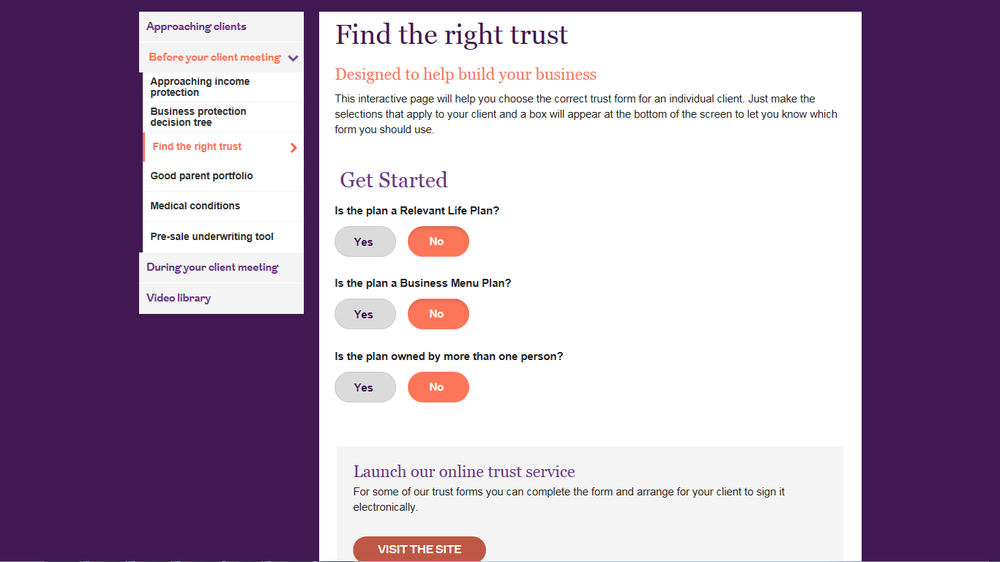 Approaching clients
Before your client meeting
Approaching income
protection
Business protection
decision tree
Find the right trust
Good parent portfolio
Medical conditions
Pre-sale underwriting tool
During your client meeting
Video library
Find the right trust
Designed to help build your business
This interactive page will help you choose the correct trust form for an individual client. Just make the
selections that apply to your client and a box will appear at the bottom of the screen to let you know which
form you should use.
Get Started
Is the plan a Relevant Life Plan?
Yes No
Is the plan a Business Menu Plan?
Yes No
Is the plan owned by more than one person?
Yes No
Launch our online trust service
For some of our trust forms you can complete the form and arrange for your client to sign it
electronically.
VISIT THE SITE